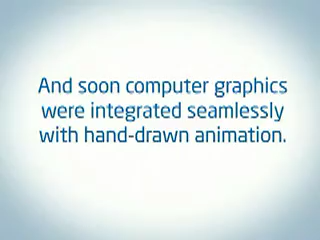 And soon computer graphics
were integrated seamlessly
with hand-drawn animation.